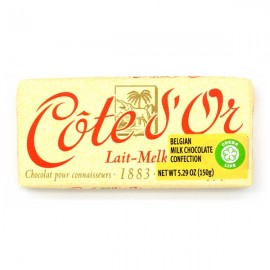 Côte d'Or
Lait-Melk
BELGIAN
MILK CHOCOLATE
CONFECTION
NET WT 5.29 OZ (150g)
Chocolat pour connaisseurs · 1883